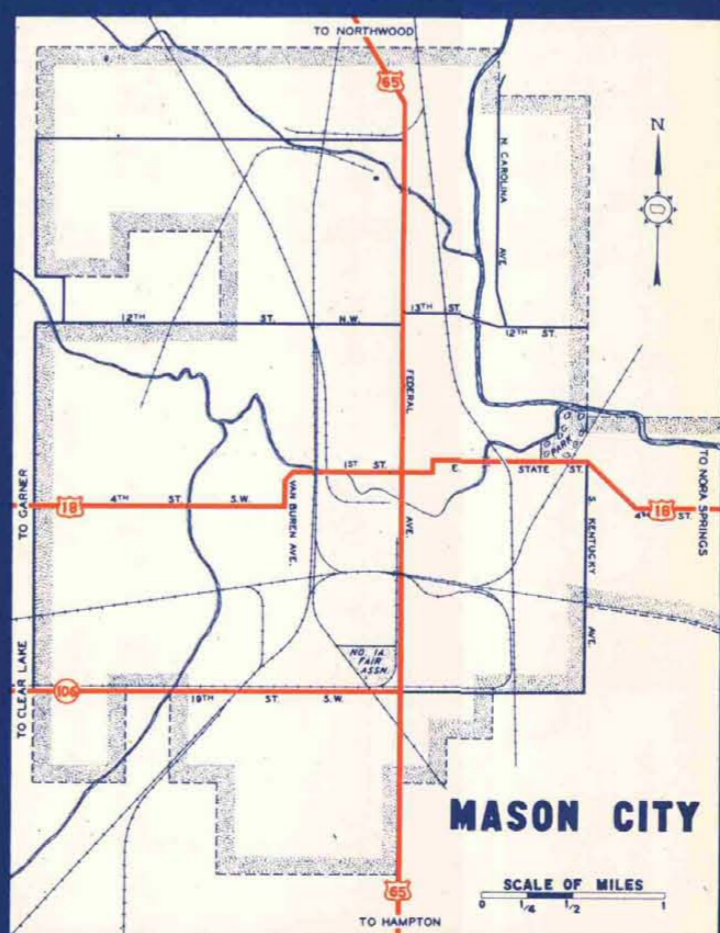 TO NORTHWOOD
65
N
N. CAROLINA AVE.
13TH ST.
12TH ST. N.W.
12TH ST.
FEDERAL AVE.
G
PARK
1ST ST. E. STATE ST.
TO GARNER
18
4TH ST. S.W.
VAN BUREN AVE.
4TH ST.
18
TO NORA SPRINGS
S. KENTUCKY AVE.
NO. IA.
FAIR
ASSN.
TO CLEAR LAKE
106
19TH ST. S.W.
MASON CITY
SCALE OF MILES
0 1/4 1/2 1
65
TO HAMPTON